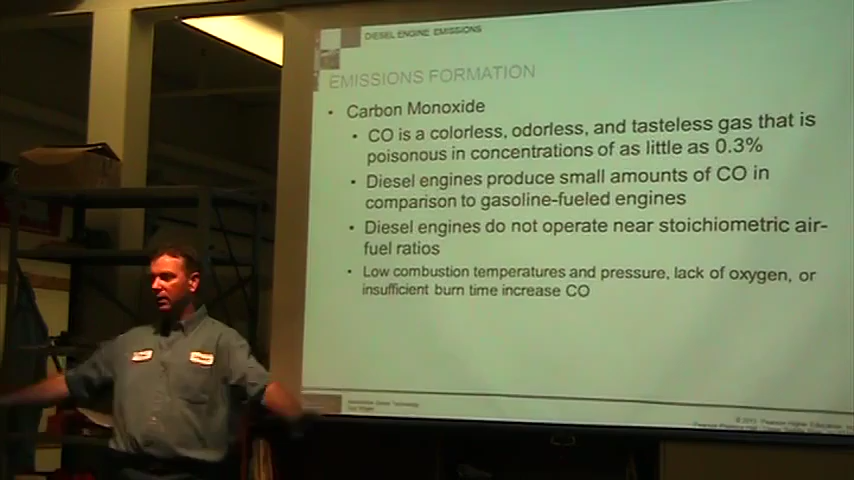 DIESEL ENGINE EMISSIONS
EMISSIONS FORMATION
• Carbon Monoxide
• CO is a colorless, odorless, and tasteless gas that is
poisonous in concentrations of as little as 0.3%
• Diesel engines produce small amounts of CO in
comparison to gasoline-fueled engines
• Diesel engines do not operate near stoichiometric air-
fuel ratios
• Low combustion temperatures and pressure, lack of oxygen, or
insufficient burn time increase CO
Pearson Higher Education